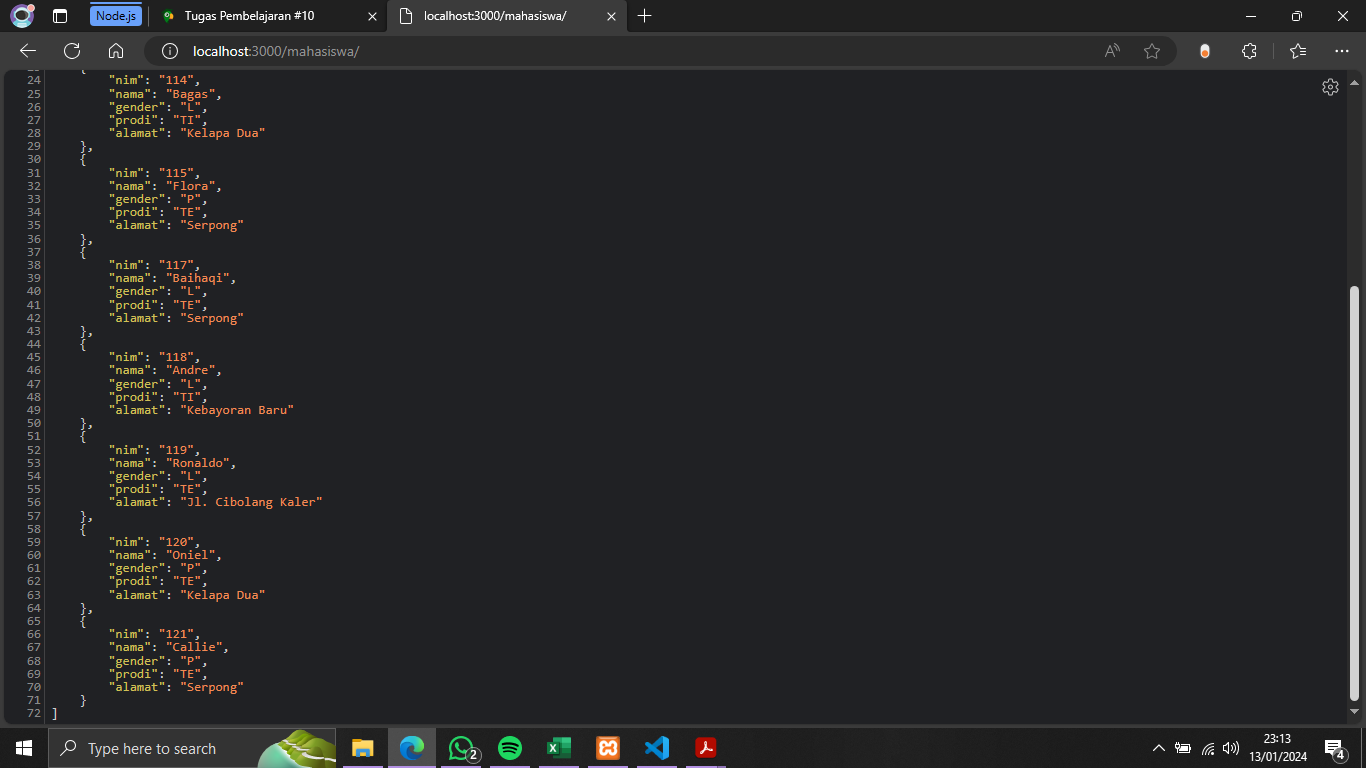 Node.js
Tugas Pembelajaran #10
localhost:3000/mahasiswa/
localhost:3000/mahasiswa/
24 "nim": "114",
25 "nama": "Bagas",
26 "gender": "L",
27 "prodi": "TI",
28 "alamat": "Kelapa Dua"
29 },
30 {
31 "nim": "115",
32 "nama": "Flora",
33 "gender": "P",
34 "prodi": "TE",
35 "alamat": "Serpong"
36 },
37 {
38 "nim": "117",
39 "nama": "Baihaqi",
40 "gender": "L",
41 "prodi": "TE",
42 "alamat": "Serpong"
43 },
44 {
45 "nim": "118",
46 "nama": "Andre",
47 "gender": "L",
48 "prodi": "TI",
49 "alamat": "Kebayoran Baru"
50 },
51 {
52 "nim": "119",
53 "nama": "Ronaldo",
54 "gender": "L",
55 "prodi": "TE",
56 "alamat": "Jl. Cibolang Kaler"
57 },
58 {
59 "nim": "120",
60 "nama": "Oniel",
61 "gender": "P",
62 "prodi": "TE",
63 "alamat": "Kelapa Dua"
64 },
65 {
66 "nim": "121",
67 "nama": "Callie",
68 "gender": "P",
69 "prodi": "TE",
70 "alamat": "Serpong"
71 }
72 ]
Type here to search
2
23:13
13/01/2024
4